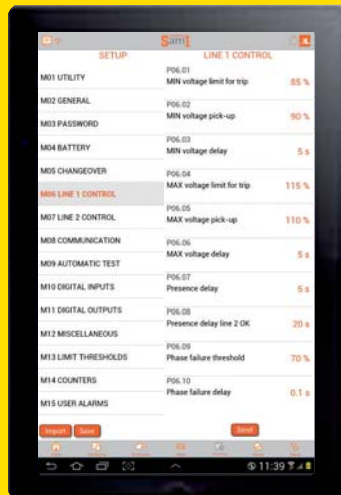 Sam1
SETUP
LINE 1 CONTROL
M01 UTILITY
M02 GENERAL
M03 PASSWORD
M04 BATTERY
M05 CHANGEOVER
M06 LINE 1 CONTROL
M07 LINE 2 CONTROL
M08 COMMUNICATION
M09 AUTOMATIC TEST
M10 DIGITAL INPUTS
M11 DIGITAL OUTPUTS
M12 MISCELLANEOUS
M13 LIMIT THRESHOLDS
M14 COUNTERS
M15 USER ALARMS
P06.01
MIN voltage limit for trip 85 %
P06.02
MIN voltage pick-up 90 %
P06.03
MIN voltage delay 5 s
P06.04
MAX voltage limit for trip 115 %
P06.05
MAX voltage pick-up 110 %
P06.06
MAX voltage delay 5 s
P06.07
Presence delay 5 s
P06.08
Presence delay line 2 OK 20 s
P06.09
Phase failure threshold 70 %
P06.10
Phase failure delay 0.1 s
Import Save Send
11:39